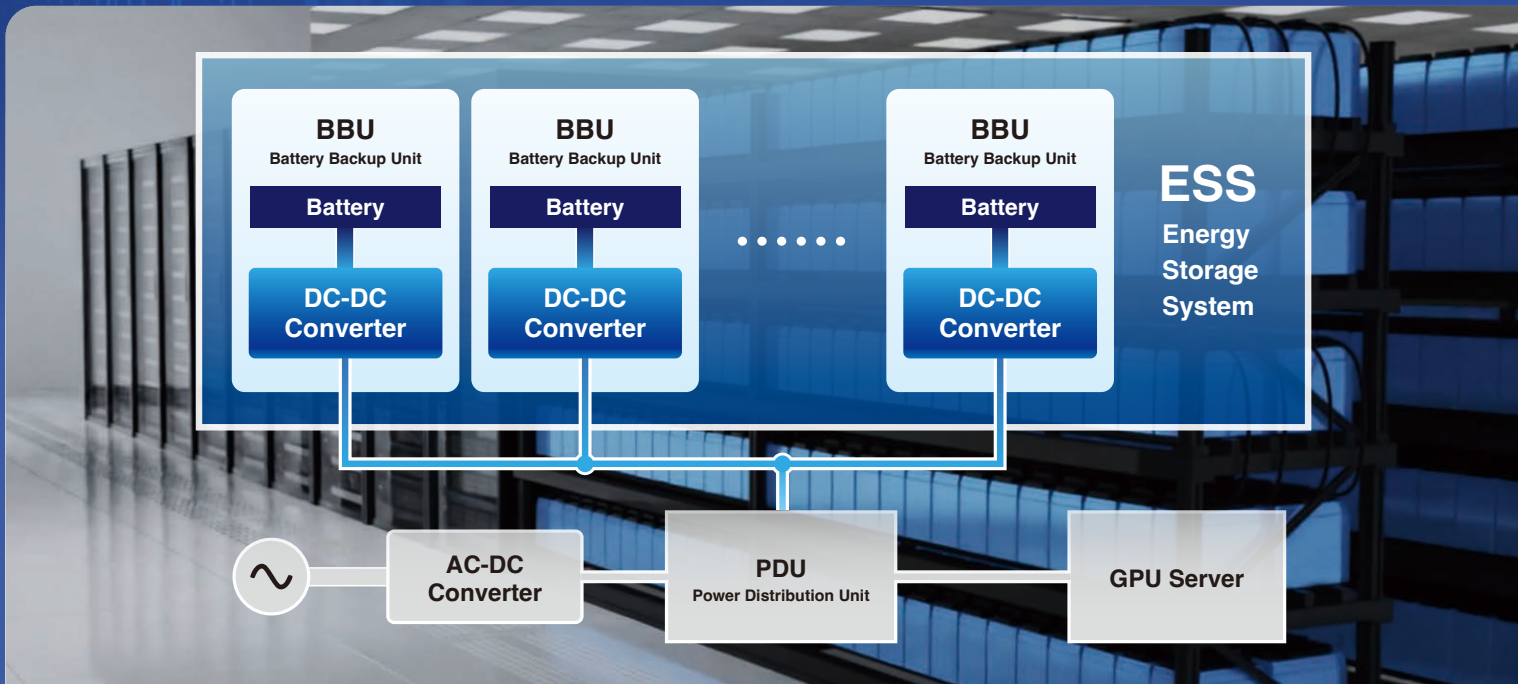 BBU
Battery Backup Unit
Battery
DC-DC
Converter
BBU
Battery Backup Unit
Battery
DC-DC
Converter
......
BBU
Battery Backup Unit
Battery
DC-DC
Converter
ESS
Energy
Storage
System
AC-DC
Converter
PDU
Power Distribution Unit
GPU Server